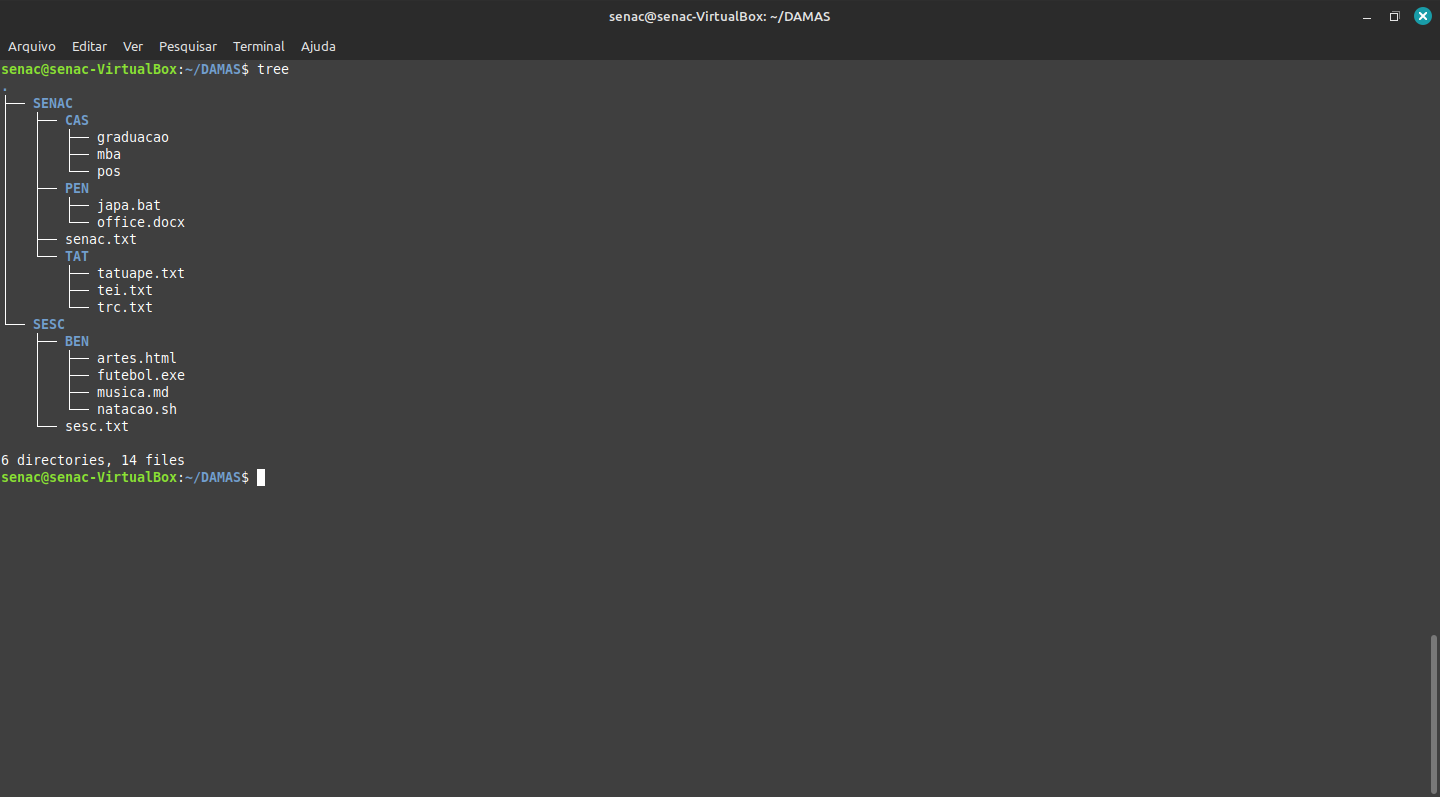 senac@senac-VirtualBox: ~/DAMAS
Arquivo Editar Ver Pesquisar Terminal Ajuda
senac@senac-VirtualBox:~/DAMAS$ tree
.
├── SENAC
│   ├── CAS
│   │   ├── graduacao
│   │   ├── mba
│   │   └── pos
│   ├── PEN
│   │   ├── japa.bat
│   │   └── office.docx
│   ├── senac.txt
│   └── TAT
│       ├── tatuape.txt
│       ├── tei.txt
│       └── trc.txt
└── SESC
    ├── BEN
    │   ├── artes.html
    │   ├── futebol.exe
    │   ├── musica.md
    │   └── natacao.sh
    └── sesc.txt
6 directories, 14 files
senac@senac-VirtualBox:~/DAMAS$